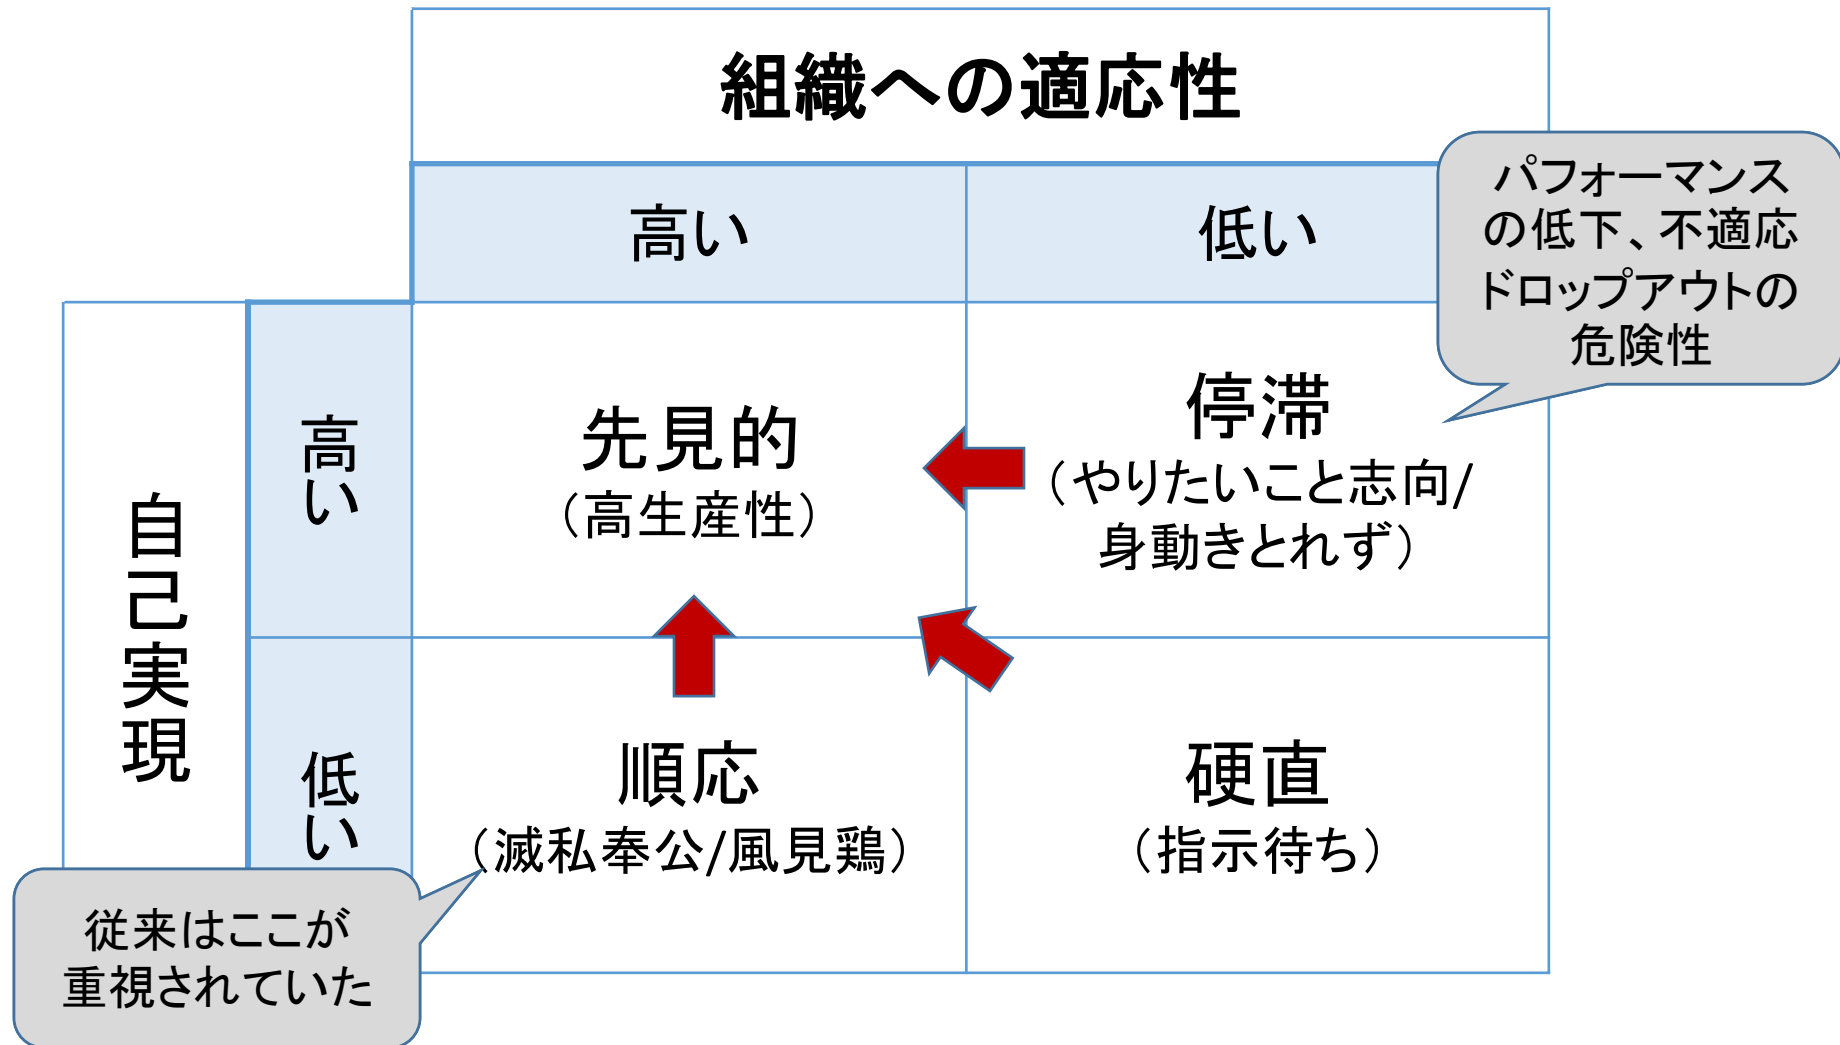 組織への適応性
高い
低い
パフォーマンス
の低下、不適応
ドロップアウトの
危険性
自己実現
高い
先見的
（高生産性）
停滞
（やりたいこと志向/
身動きとれず）
低い
順応
（滅私奉公/風見鶏）
硬直
（指示待ち）
従来はここが
重視されていた